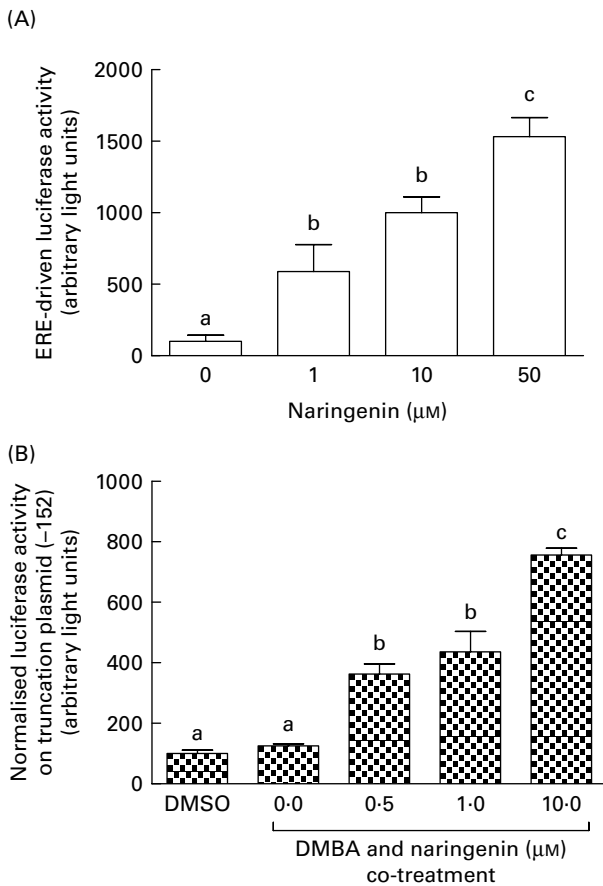 (A)
ERE-driven luciferase activity
(arbitrary light units)
2000
1500
1000
500
0
a
b
b
c
0
1
10
50
Naringenin (μM)
(B)
Normalised luciferase activity
on truncation plasmid (–152)
(arbitrary light units)
1000
800
600
400
200
0
a
a
b
b
c
DMSO
0·0
0·5
1·0
10·0
DMBA and naringenin (μM)
co-treatment